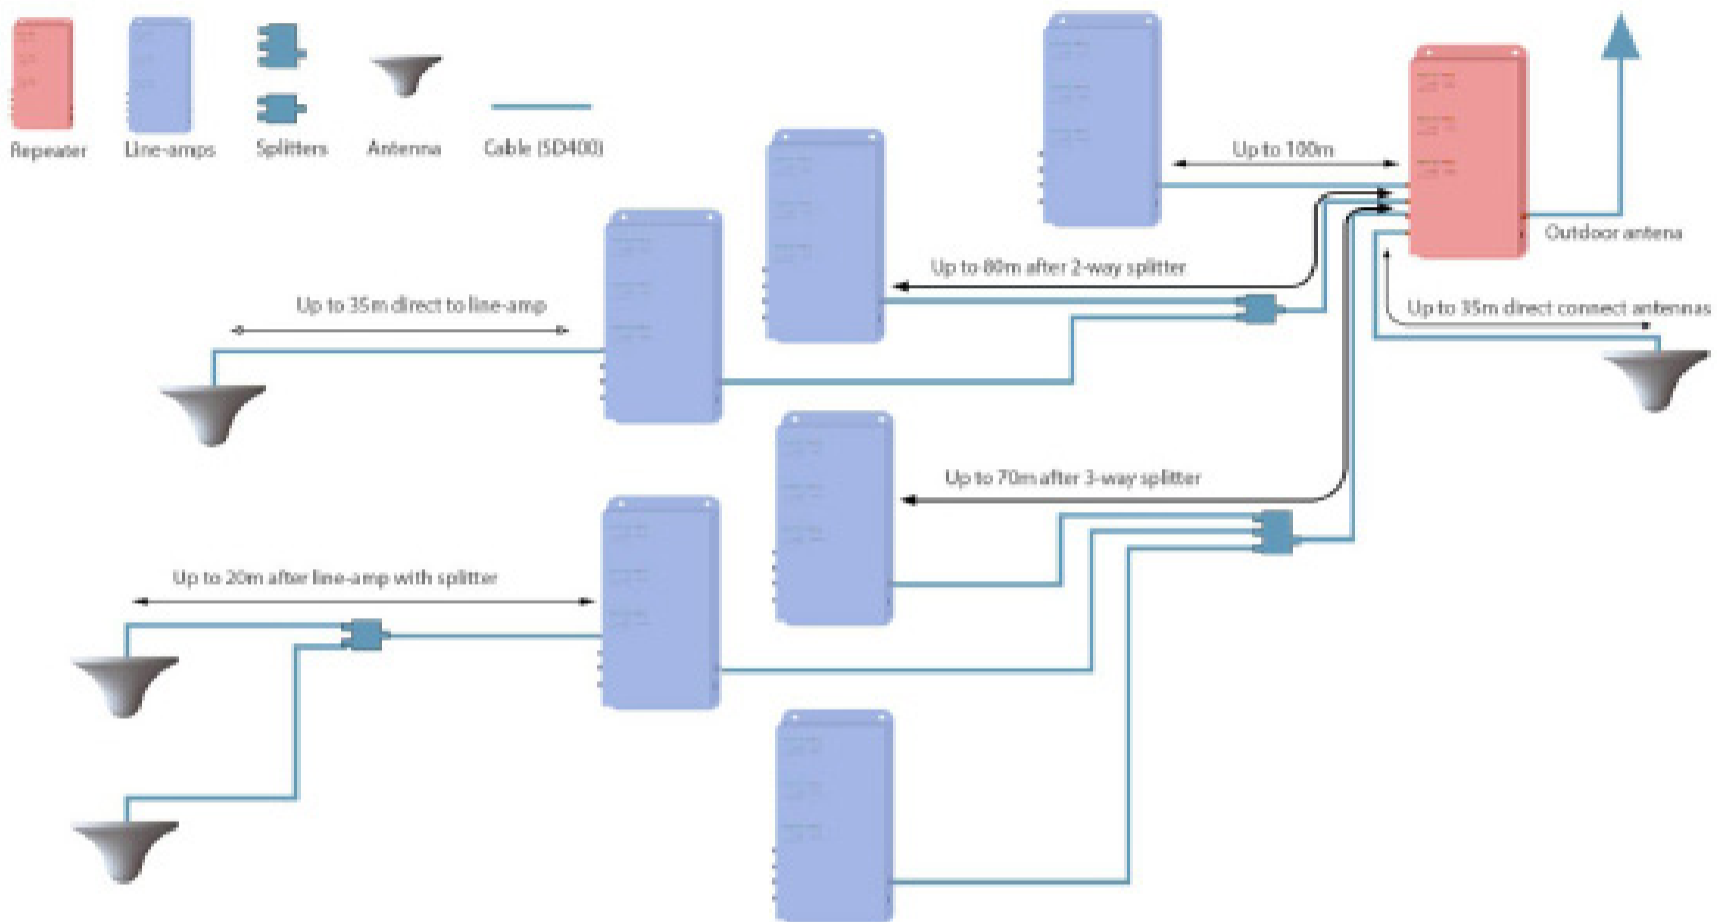 Repeater
Line-amps
Splitters
Antenna
Cable (SD400)
Up to 100m
Outdoor antena
Up to 80m after 2-way splitter
Up to 35m direct to line-amp
Up to 35m direct connect antennas
Up to 70m after 3-way splitter
Up to 20m after line-amp with splitter